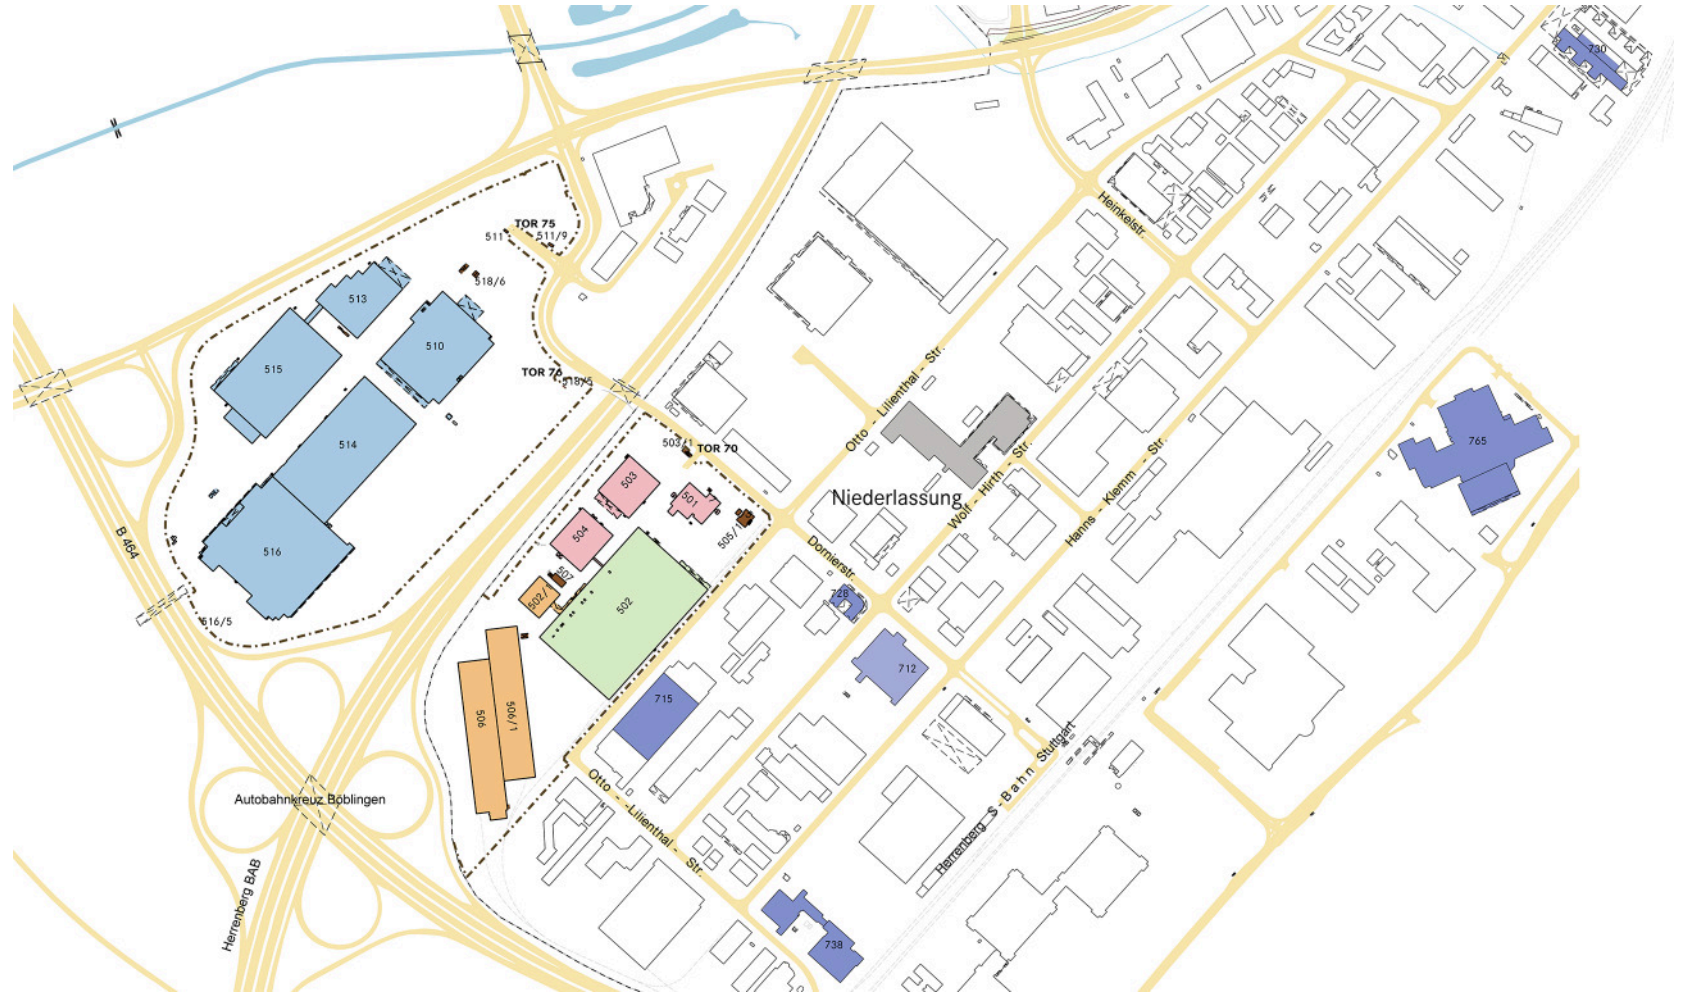 730
TOR 75
511
511/9
Heinkelstr.
518/6
513
510
515
TOR 76
518/5
Otto - Lilienthal - Str.
514
503/1
TOR 70
765
503
501
Niederlassung
Wolf - Hirth - Str.
Hanns - Klemm - Str.
B 464
504
505/1
516
507
Dornierstr.
502/1
502
728
516/5
712
715
506
506/1
Otto - Lilienthal - Str.
Autobahnkreuz Böblingen
Herrenberg S - Bahn Stuttgart
Herrenberg BAB
738